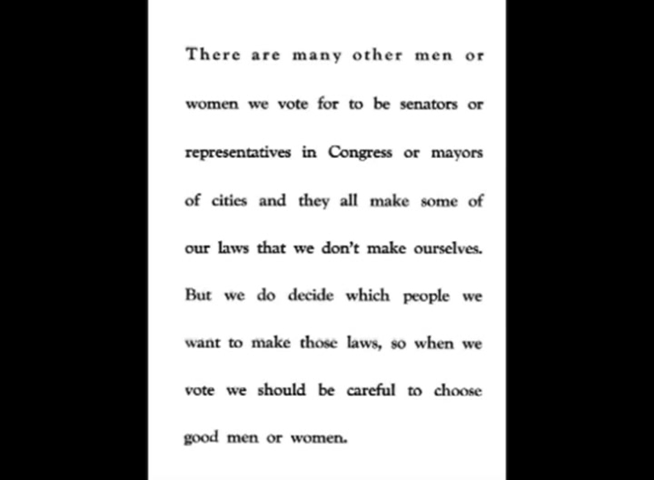 There are many other men or
women we vote for to be senators or
representatives in Congress or mayors
of cities and they all make some of
our laws that we don't make ourselves.
But we do decide which people we
want to make those laws, so when we
vote we should be careful to choose
good men or women.